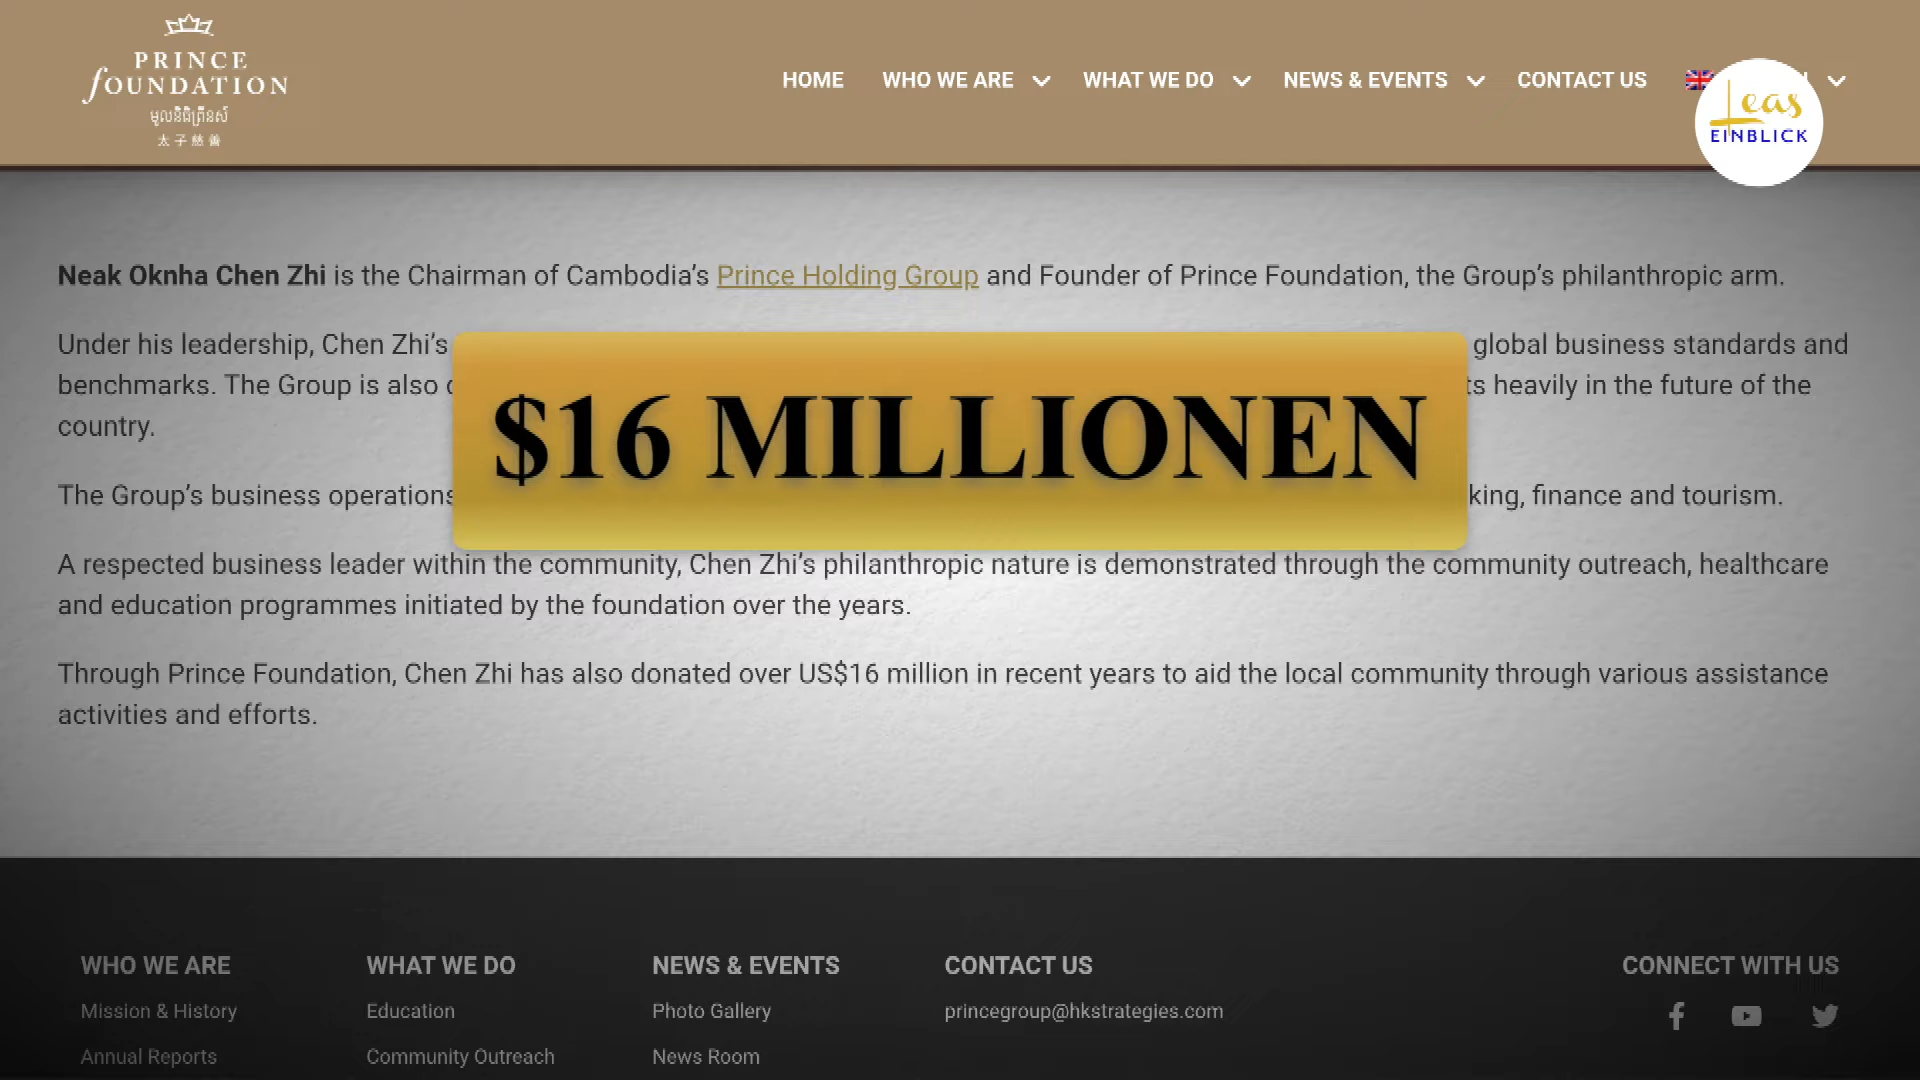 PRINCE
foUNDATION
មូលនិធិព្រីនស៍
太子慈善
HOME
WHO WE ARE
WHAT WE DO
NEWS & EVENTS
CONTACT US
Leas
EINBLICK
Neak Oknha Chen Zhi is the Chairman of Cambodia’s Prince Holding Group and Founder of Prince Foundation, the Group’s philanthropic arm.
Under his leadership, Chen Zhi’s global business standards and
benchmarks. The Group is also heavily in the future of the
country.
$16 MILLIONEN
The Group’s business operations finance and tourism.
A respected business leader within the community, Chen Zhi’s philanthropic nature is demonstrated through the community outreach, healthcare
and education programmes initiated by the foundation over the years.
Through Prince Foundation, Chen Zhi has also donated over US$16 million in recent years to aid the local community through various assistance
activities and efforts.
WHO WE ARE
Mission & History
Annual Reports
WHAT WE DO
Education
Community Outreach
NEWS & EVENTS
Photo Gallery
News Room
CONTACT US
princegroup@hkstrategies.com
CONNECT WITH US